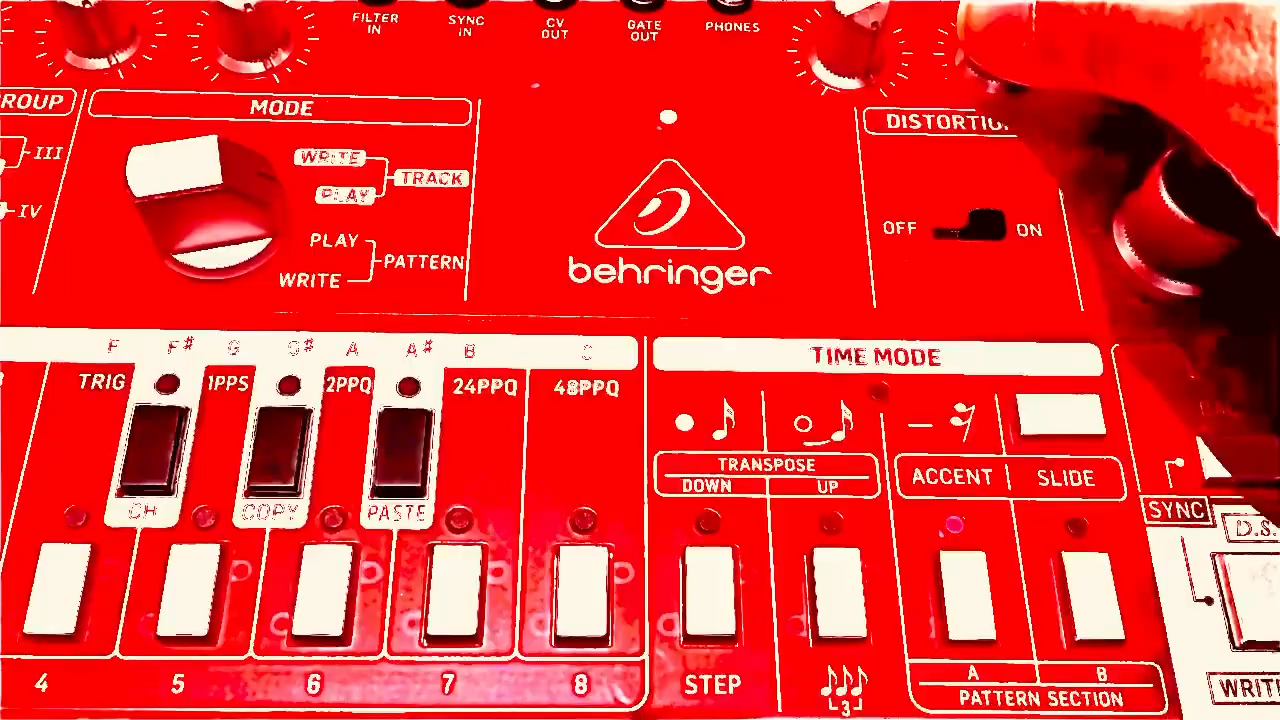 FILTER IN
SYNC IN
CV OUT
GATE OUT
PHONES
ROUP
MODE
DISTORTIO
III
IV
WRITE
PLAY
TRACK
PLAY
WRITE
PATTERN
behringer
OFF
ON
F F# G G# A A# B C
TIME MODE
TRIG
1PPS
2PPQ
24PPQ
48PPQ
TRANSPOSE
DOWN UP
ACCENT
SLIDE
CH
COPY
PASTE
SYNC
D.S.
4 5 6 7 8
STEP
3
A B
PATTERN SECTION
WRITE